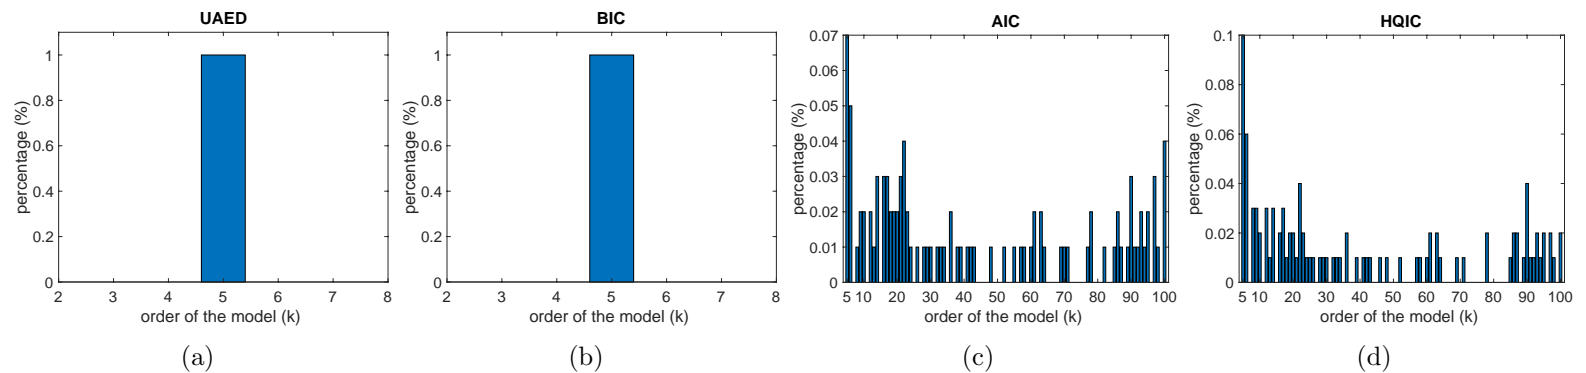 UAED
percentage (%)
1
0.8
0.6
0.4
0.2
0
2 3 4 5 6 7 8
order of the model (k)
(a)
BIC
percentage (%)
1
0.8
0.6
0.4
0.2
0
2 3 4 5 6 7 8
order of the model (k)
(b)
AIC
percentage (%)
0.07
0.06
0.05
0.04
0.03
0.02
0.01
0
5 10 20 30 40 50 60 70 80 90 100
order of the model (k)
(c)
HQIC
percentage (%)
0.1
0.08
0.06
0.04
0.02
0
5 10 20 30 40 50 60 70 80 90 100
order of the model (k)
(d)